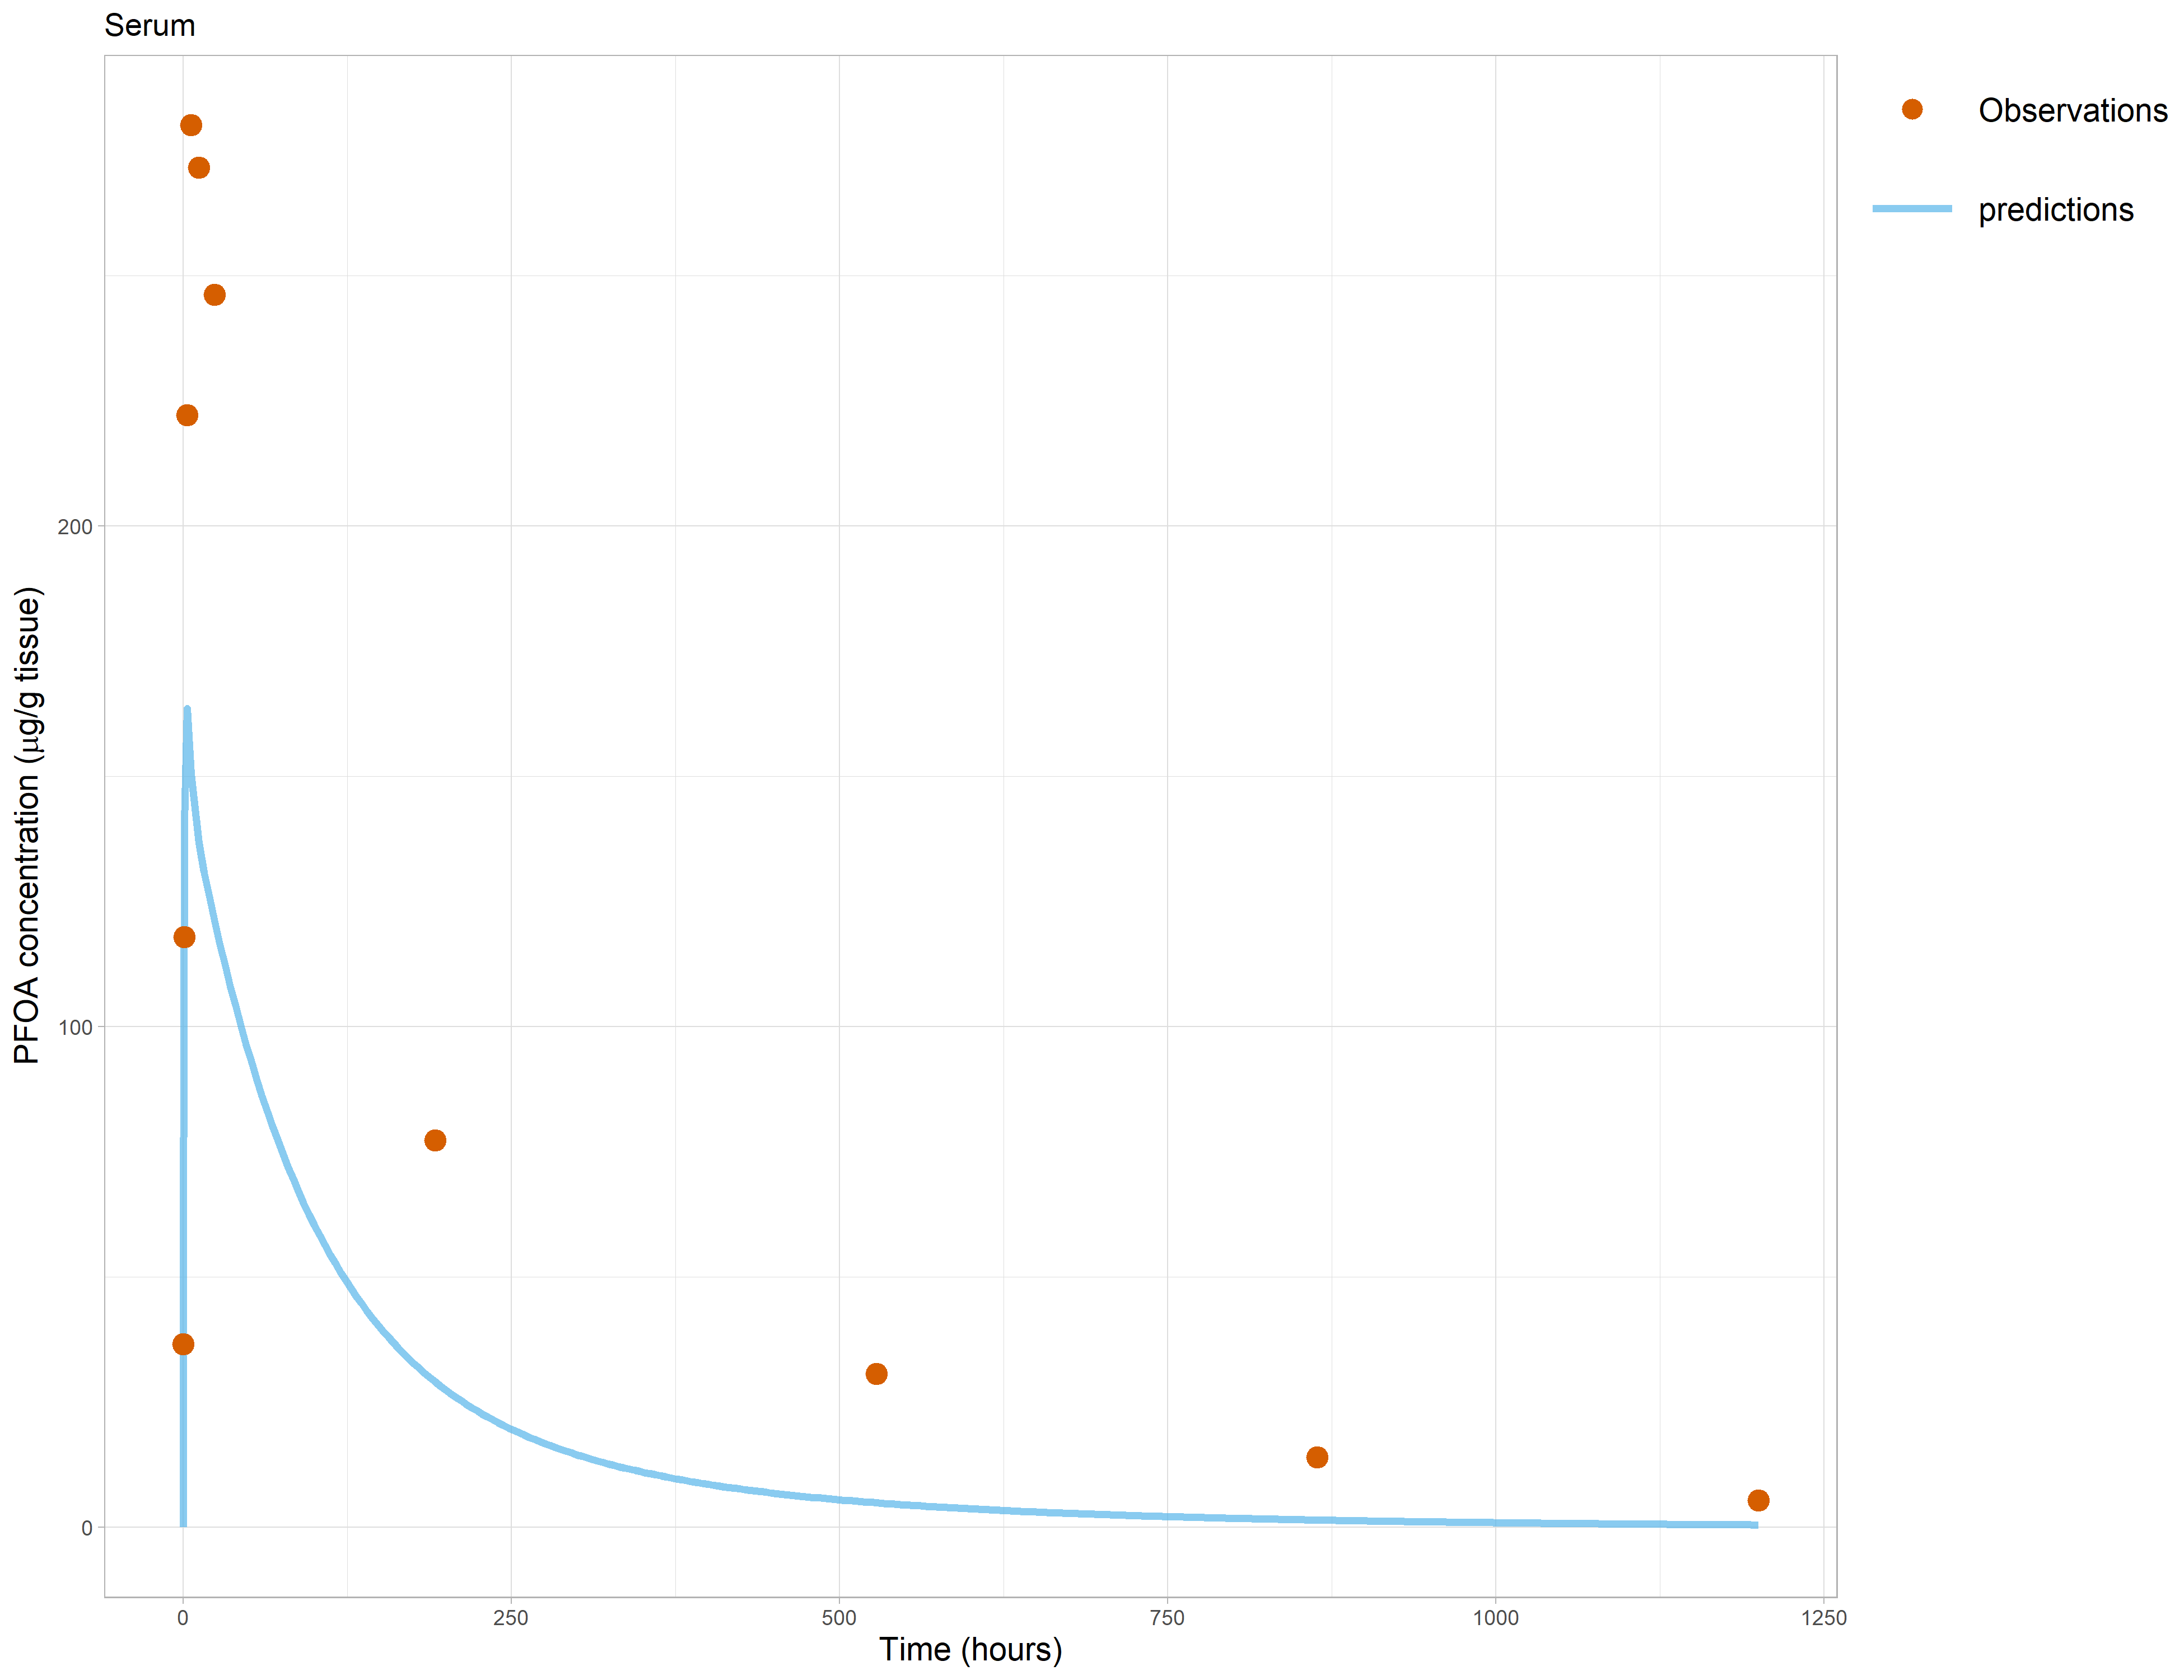 Serum
Observations
predictions
PFOA concentration (μg/g tissue)
200
100
0
0
250
500
750
1000
1250
Time (hours)